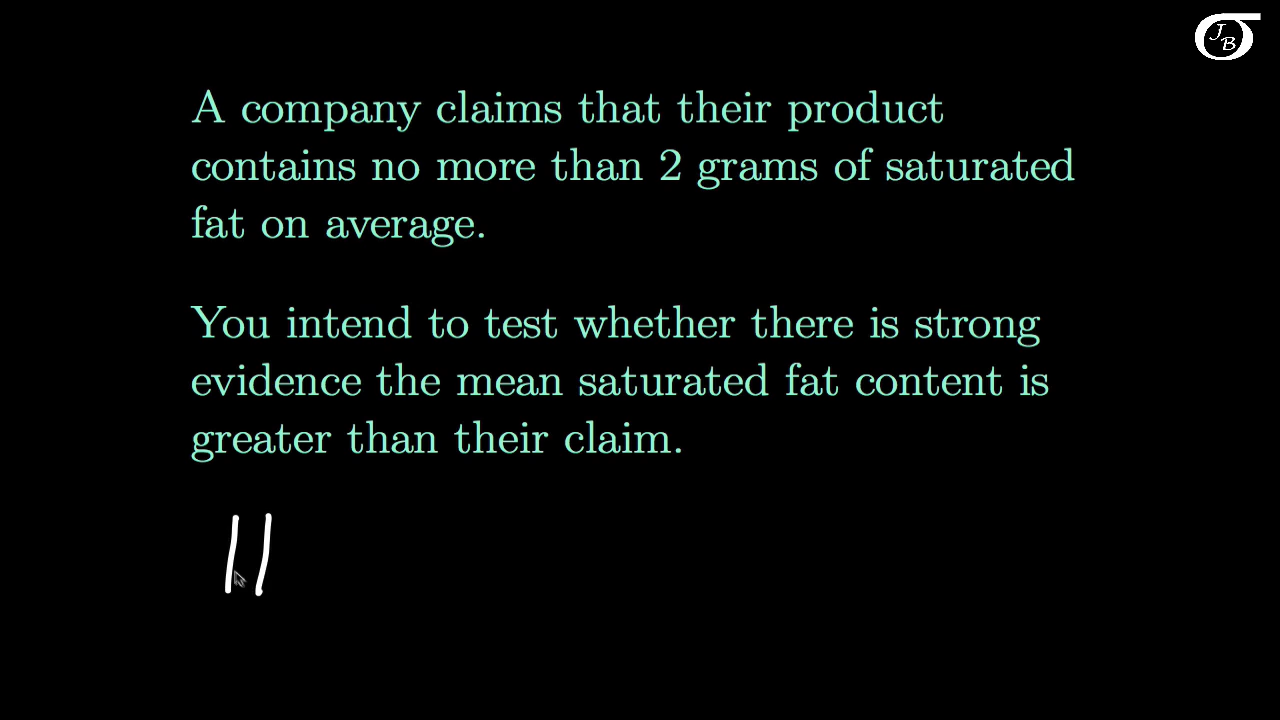 JB
A company claims that their product
contains no more than 2 grams of saturated
fat on average.
You intend to test whether there is strong
evidence the mean saturated fat content is
greater than their claim.